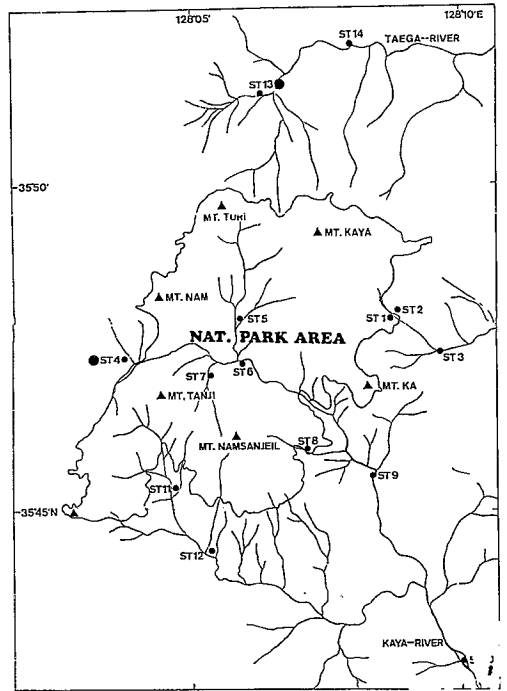 128°05′
128°10′E
ST14
TAEGA--RIVER
ST13
35°50′
MT. TURI
MT. KAYA
MT. NAM
ST2
ST1
ST5
NAT. PARK AREA
ST3
ST4
ST6
ST7
MT. KA
MT. TANJI
MT. NAMSANJEIL
ST8
ST9
ST11
35°45′N
ST12
KAYA-RIVER